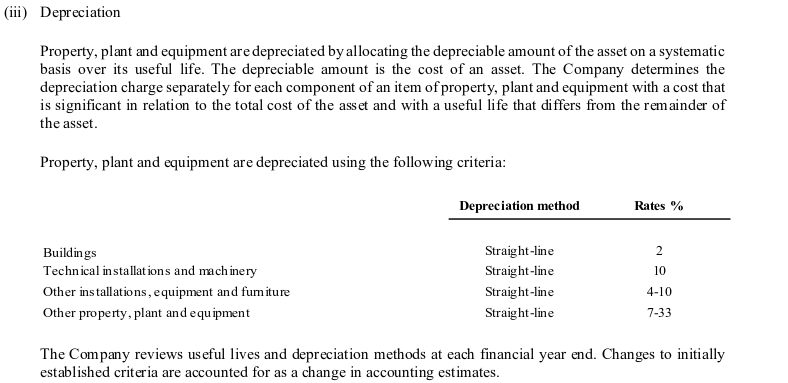 (iii) Depreciation
Property, plant and equipment are depreciated by allocating the depreciable amount of the asset on a systematic
basis over its useful life. The depreciable amount is the cost of an asset. The Company determines the
depreciation charge separately for each component of an item of property, plant and equipment with a cost that
is significant in relation to the total cost of the asset and with a useful life that differs from the remainder of
the asset.
Property, plant and equipment are depreciated using the following criteria:
Depreciation method Rates %
Buildings Straight-line 2
Technical installations and machinery Straight-line 10
Other installations, equipment and furniture Straight-line 4-10
Other property, plant and equipment Straight-line 7-33
The Company reviews useful lives and depreciation methods at each financial year end. Changes to initially
established criteria are accounted for as a change in accounting estimates.